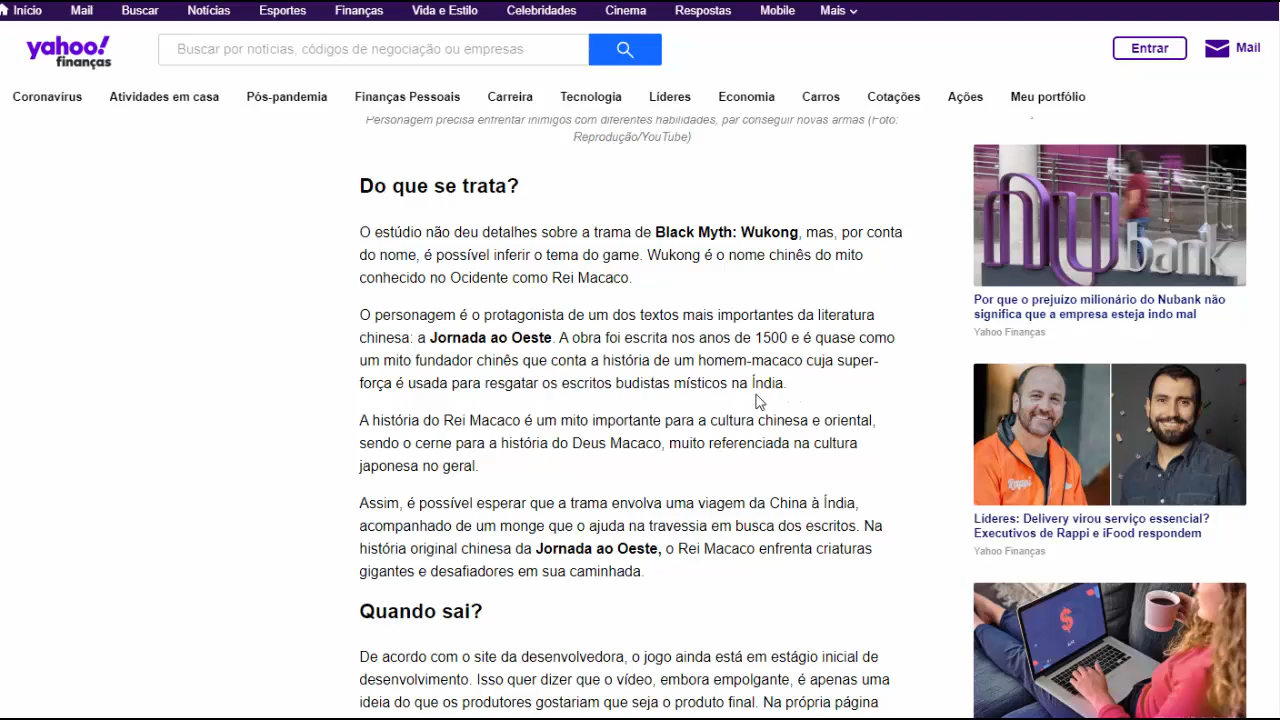 Início Mail Buscar Notícias Esportes Finanças Vida e Estilo Celebridades Cinema Respostas Mobile Mais
yahoo!
finanças
Buscar por notícias, códigos de negociação ou empresas
Entrar
Mail
Coronavírus Atividades em casa Pós-pandemia Finanças Pessoais Carreira Tecnologia Líderes Economia Carros Cotações Ações Meu portfólio
Personagem precisa enfrentar inimigos com diferentes habilidades, par conseguir novas armas (Foto:
Reprodução/YouTube)
Do que se trata?
O estúdio não deu detalhes sobre a trama de Black Myth: Wukong, mas, por conta
do nome, é possível inferir o tema do game. Wukong é o nome chinês do mito
conhecido no Ocidente como Rei Macaco.
O personagem é o protagonista de um dos textos mais importantes da literatura
chinesa: a Jornada ao Oeste. A obra foi escrita nos anos de 1500 e é quase como
um mito fundador chinês que conta a história de um homem-macaco cuja super-
força é usada para resgatar os escritos budistas místicos na Índia.
A história do Rei Macaco é um mito importante para a cultura chinesa e oriental,
sendo o cerne para a história do Deus Macaco, muito referenciada na cultura
japonesa no geral.
Assim, é possível esperar que a trama envolva uma viagem da China à Índia,
acompanhado de um monge que o ajuda na travessia em busca dos escritos. Na
história original chinesa da Jornada ao Oeste, o Rei Macaco enfrenta criaturas
gigantes e desafiadores em sua caminhada.
Quando sai?
De acordo com o site da desenvolvedora, o jogo ainda está em estágio inicial de
desenvolvimento. Isso quer dizer que o vídeo, embora empolgante, é apenas uma
ideia do que os produtores gostariam que seja o produto final. Na própria página
nu
bank
Por que o prejuízo milionário do Nubank não
significa que a empresa esteja indo mal
Yahoo Finanças
Rappi
Líderes: Delivery virou serviço essencial?
Executivos de Rappi e iFood respondem
Yahoo Finanças
$